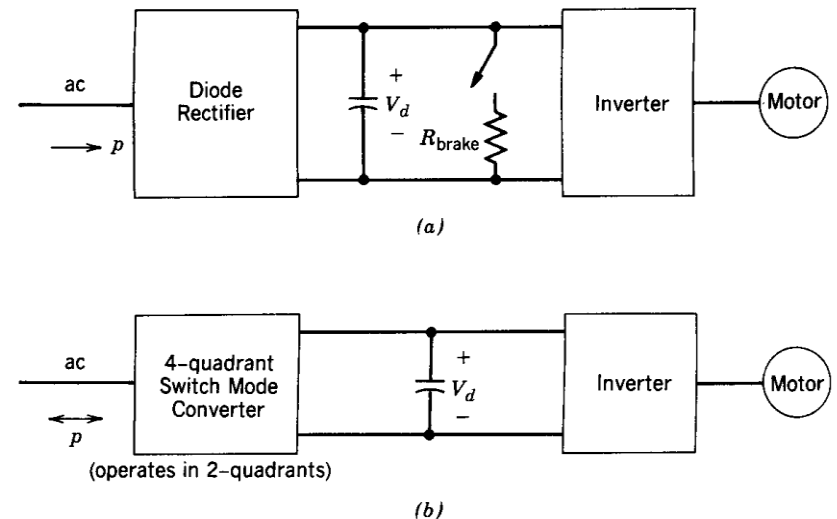 ac
Diode
Rectifier
+
V_d
−
R_brake
Inverter
Motor
p
(a)
ac
4-quadrant
Switch Mode
Converter
+
V_d
−
Inverter
Motor
p
(operates in 2-quadrants)
(b)